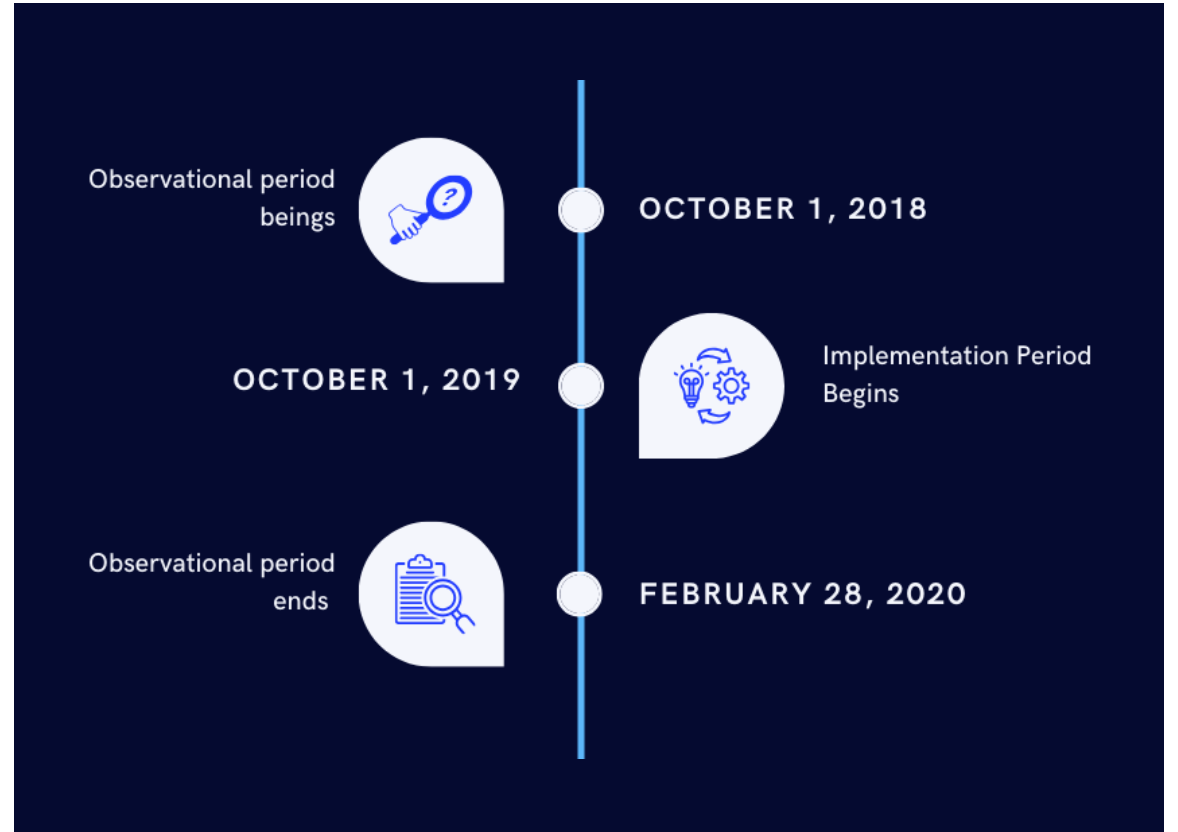 Observational period
beings
?
OCTOBER 1, 2018
OCTOBER 1, 2019
Implementation Period
Begins
Observational period
ends
FEBRUARY 28, 2020